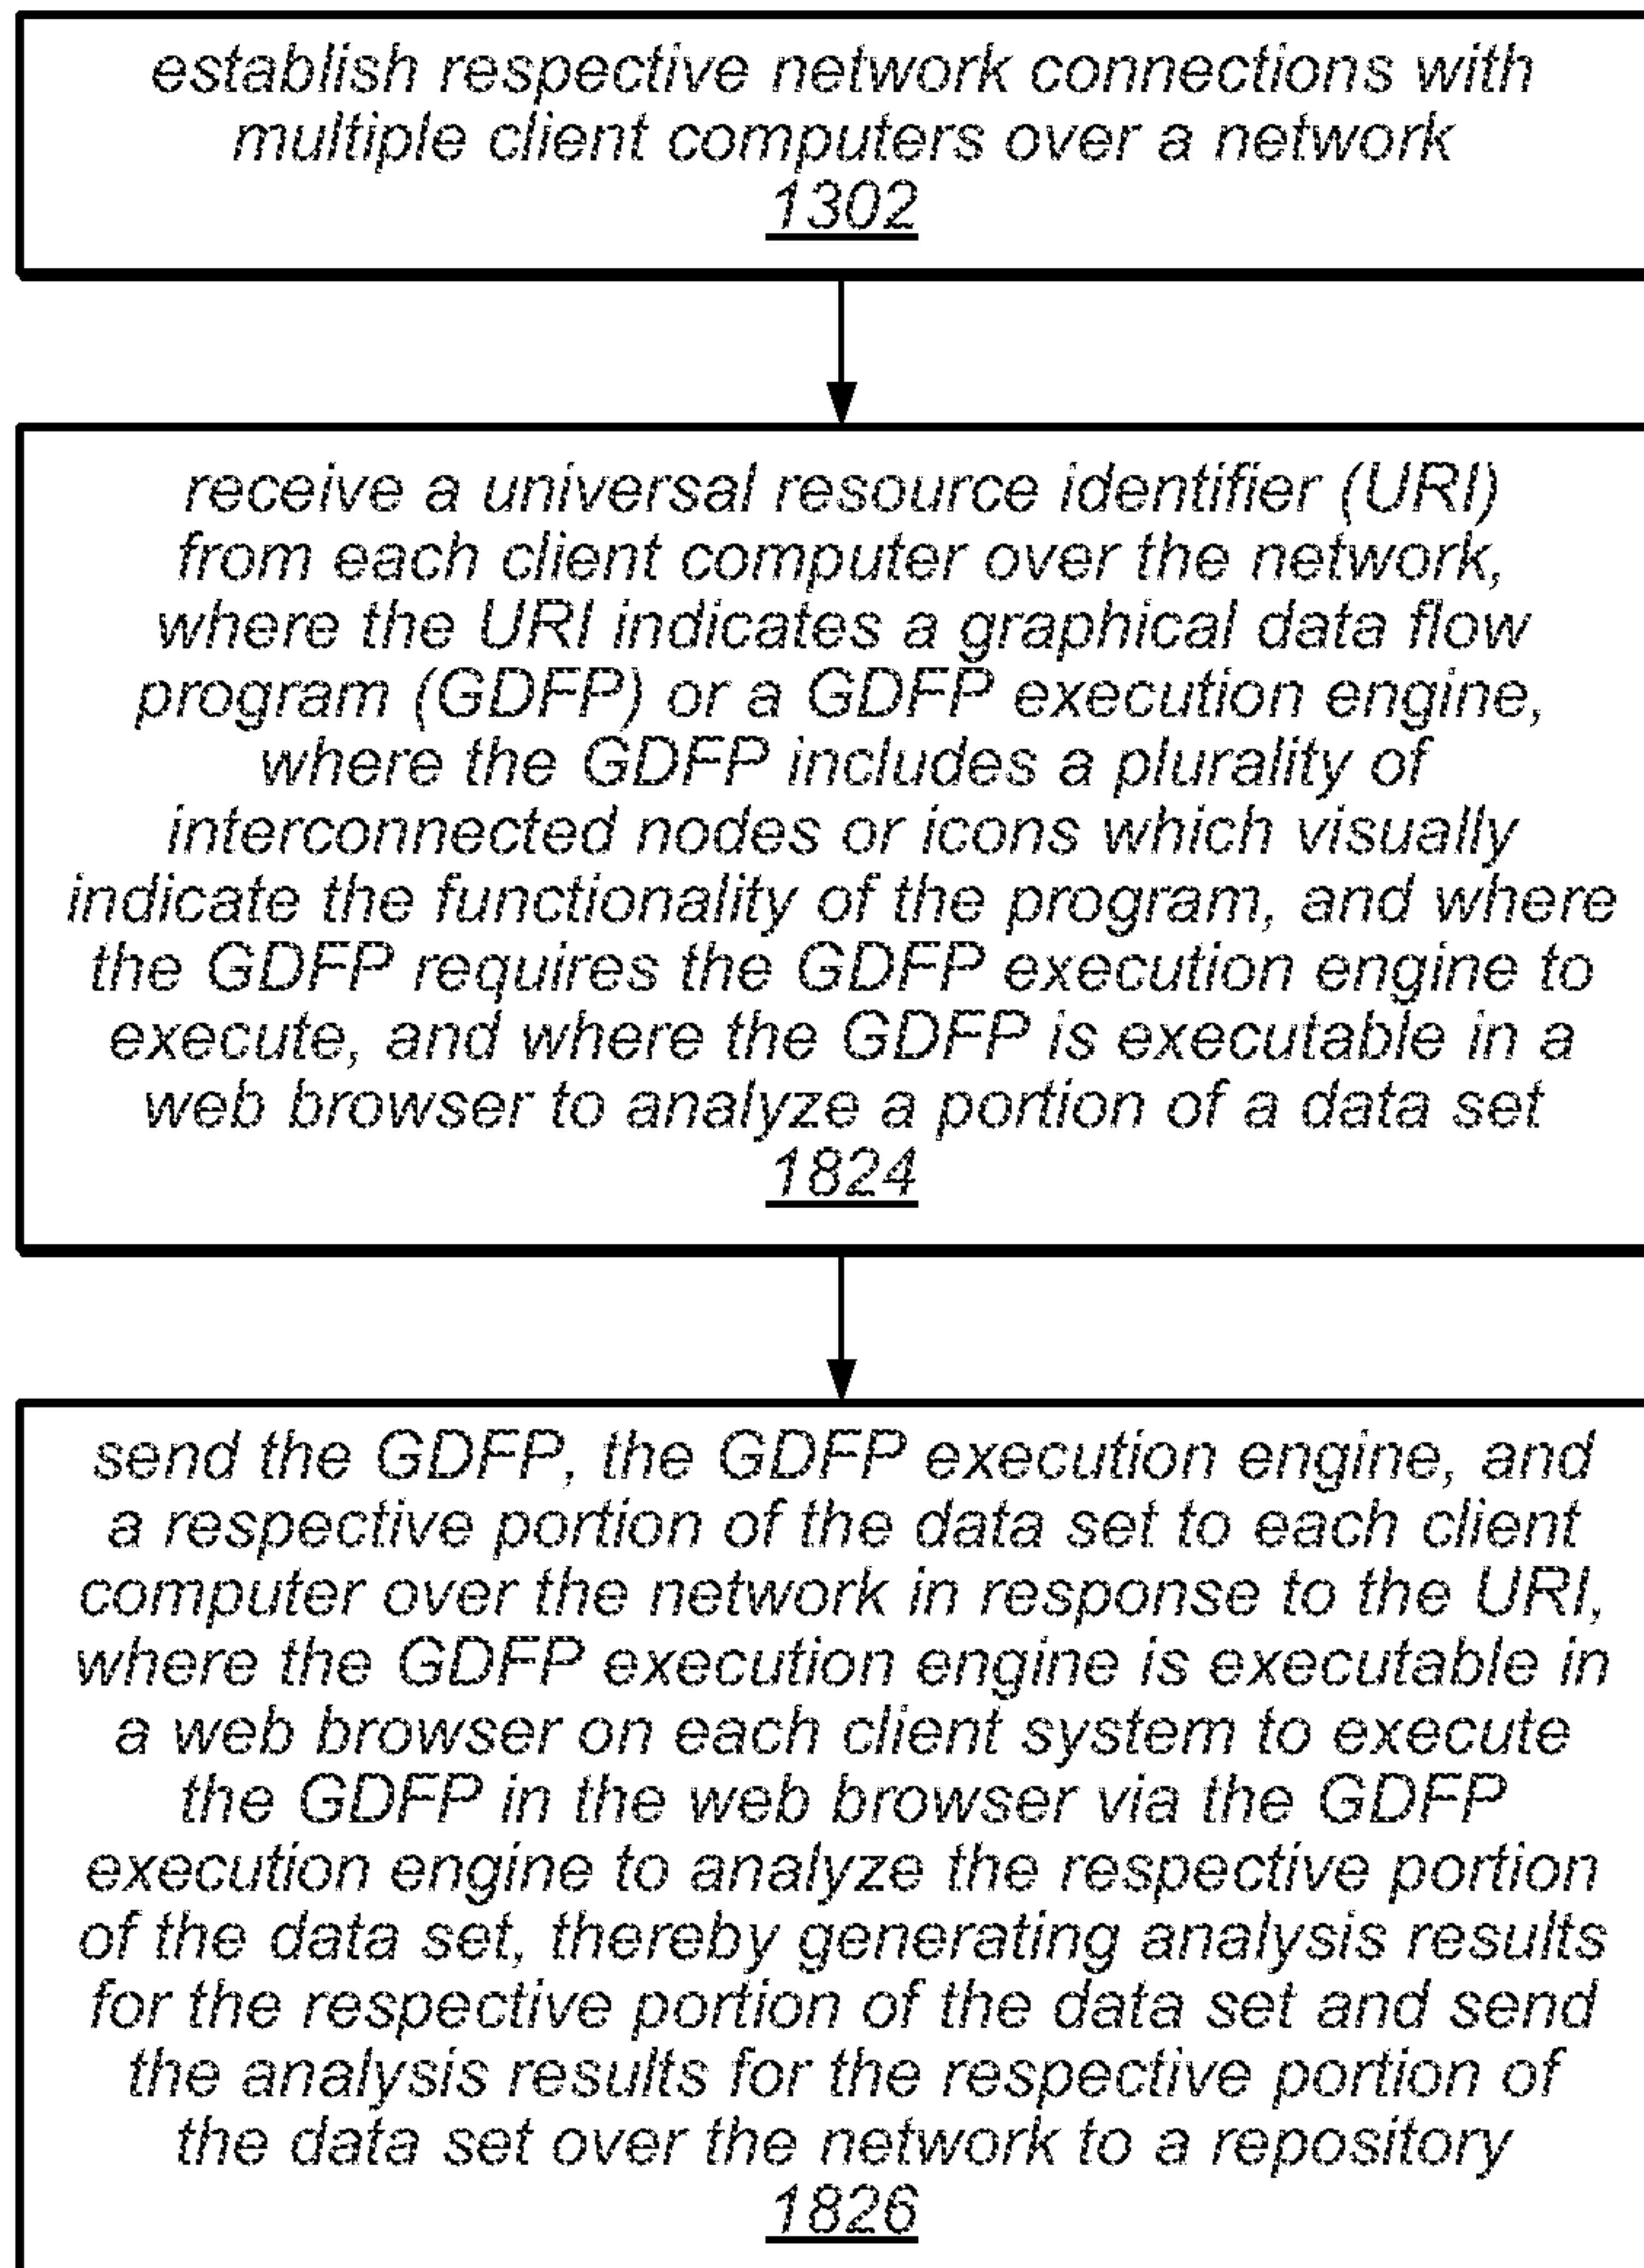 establish respective network connections with
multiple client computers over a network
1302
receive a universal resource identifier (URI)
from each client computer over the network,
where the URI indicates a graphical data flow
program (GDFP) or a GDFP execution engine,
where the GDFP includes a plurality of
interconnected nodes or icons which visually
indicate the functionality of the program, and where
the GDFP requires the GDFP execution engine to
execute, and where the GDFP is executable in a
web browser to analyze a portion of a data set
1824
send the GDFP, the GDFP execution engine, and
a respective portion of the data set to each client
computer over the network in response to the URI,
where the GDFP execution engine is executable in
a web browser on each client system to execute
the GDFP in the web browser via the GDFP
execution engine to analyze the respective portion
of the data set, thereby generating analysis results
for the respective portion of the data set and send
the analysis results for the respective portion of
the data set over the network to a repository
1826